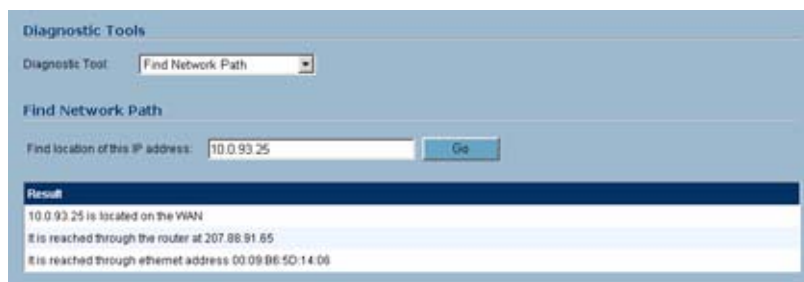 Diagnostic Tools
Diagnostic Tool: Find Network Path
Find Network Path
Find location of this IP address: 10.0.93.25 Go
Result
10.0.93.25 is located on the WAN
It is reached through the router at 207.88.91.65
It is reached through ethernet address 00:09:B6:5D:14:06